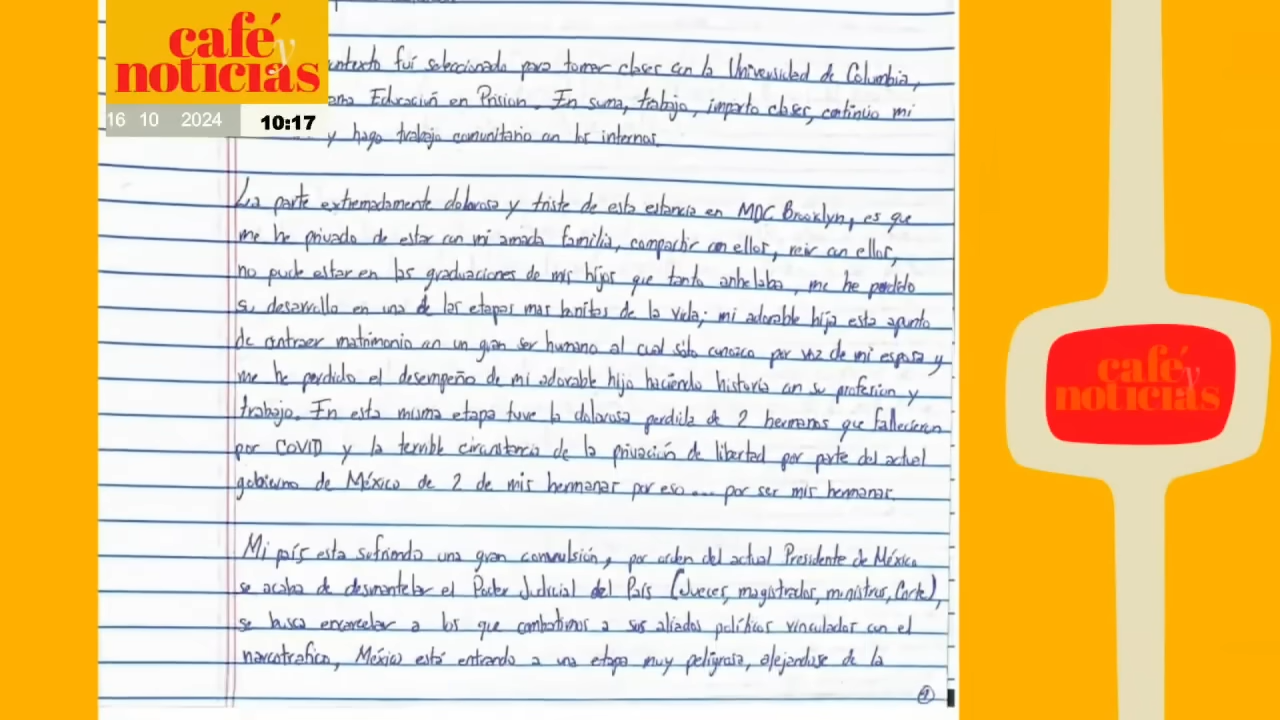 café y
noticias
16 10 2024 10:17
fuí seleccionado para tomar clases con la Universidad de Columbia,
Educación en Prision. En suma, trabajo, imparto clases, continúo mi
y hago trabajo comunitario con los internos.
La parte extremadamente dolorosa y triste de esta estancia en MDC Brooklyn, es que
me he privado de estar con mi amada familia, compartir con ellos, reir con ellos,
no pude estar en las graduaciones de mis hijos que tanto anhelaba, me he perdido
su desarrollo en una de las etapas mas bonitas de la vida; mi adorable hija esta apunto
de contraer matrimonio con un gran ser humano al cual sólo conozco por voz de mi esposa y
me he perdido el desempeño de mi adorable hijo haciendo historia en su profesion y
trabajo. En esta misma etapa tuve la dolorosa perdida de 2 hermanos que fallecieron
por COVID y la terrible circunstancia de la privación de libertad por parte del actual
gobierno de México de 2 de mis hermanas por eso... por ser mis hermanas.
Mi país esta sufriendo una gran convulsión, por orden del actual Presidente de México
se acaba de desmantelar el Poder Judicial del País (Jueces, magistrados, ministros, Corte),
se busca encarcelar a los que combatimos a sus aliados políticos vinculados con el
narcotrafico, México está entrando a una etapa muy peligrosa, alejandose de la
1
café y
noticias